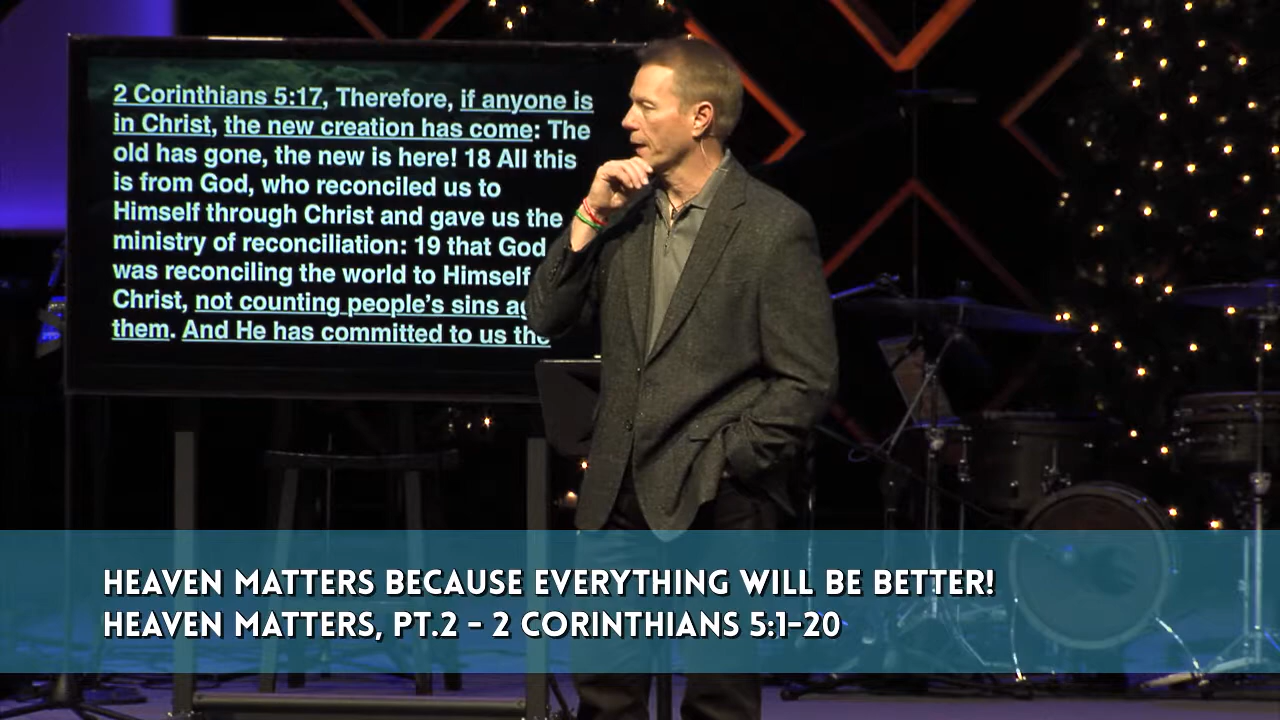 2 Corinthians 5:17, Therefore, if anyone is
in Christ, the new creation has come: The
old has gone, the new is here! 18 All this
is from God, who reconciled us to
Himself through Christ and gave us the
ministry of reconciliation: 19 that God
was reconciling the world to Himself
Christ, not counting people's sins
them. And He has committed to us the
HEAVEN MATTERS BECAUSE EVERYTHING WILL BE BETTER!
HEAVEN MATTERS, PT.2 - 2 CORINTHIANS 5:1-20